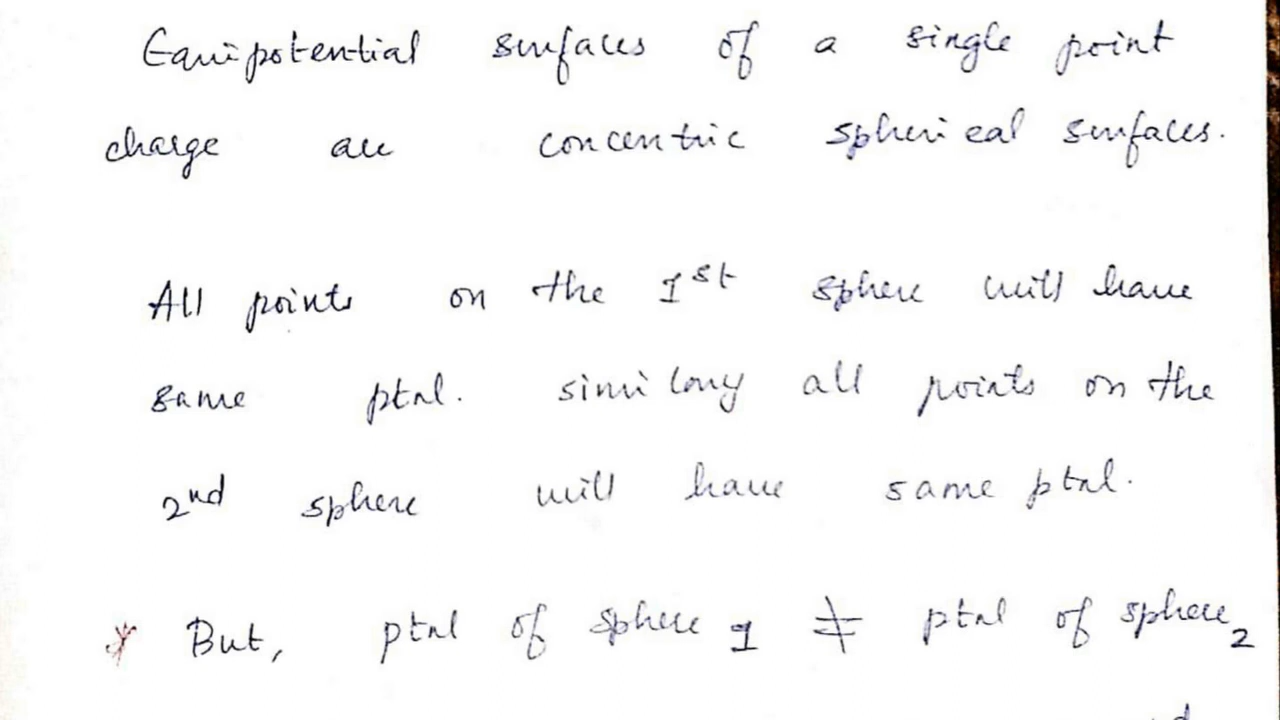 Equipotential surfaces of a single point
charge are concentric spherical surfaces.
All points on the 1st sphere will have
same ptnl. similary all points on the
2nd sphere will have same ptnl.
* But, ptnl of sphere 1 ≠ ptnl of sphere 2